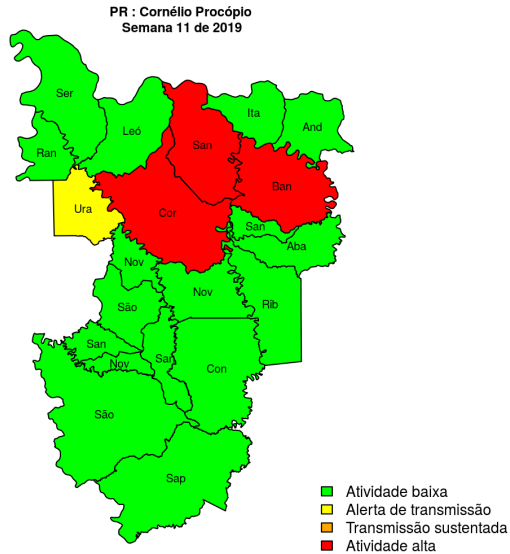 PR : Cornélio Procópio
Semana 11 de 2019
Ser
Leó
Ita
And
San
Ran
Ban
Ura
Cor
San
Aba
Nov
Nov
Rib
São
San
San
Nov
Con
São
Sap
Atividade baixa
Alerta de transmissão
Transmissão sustentada
Atividade alta